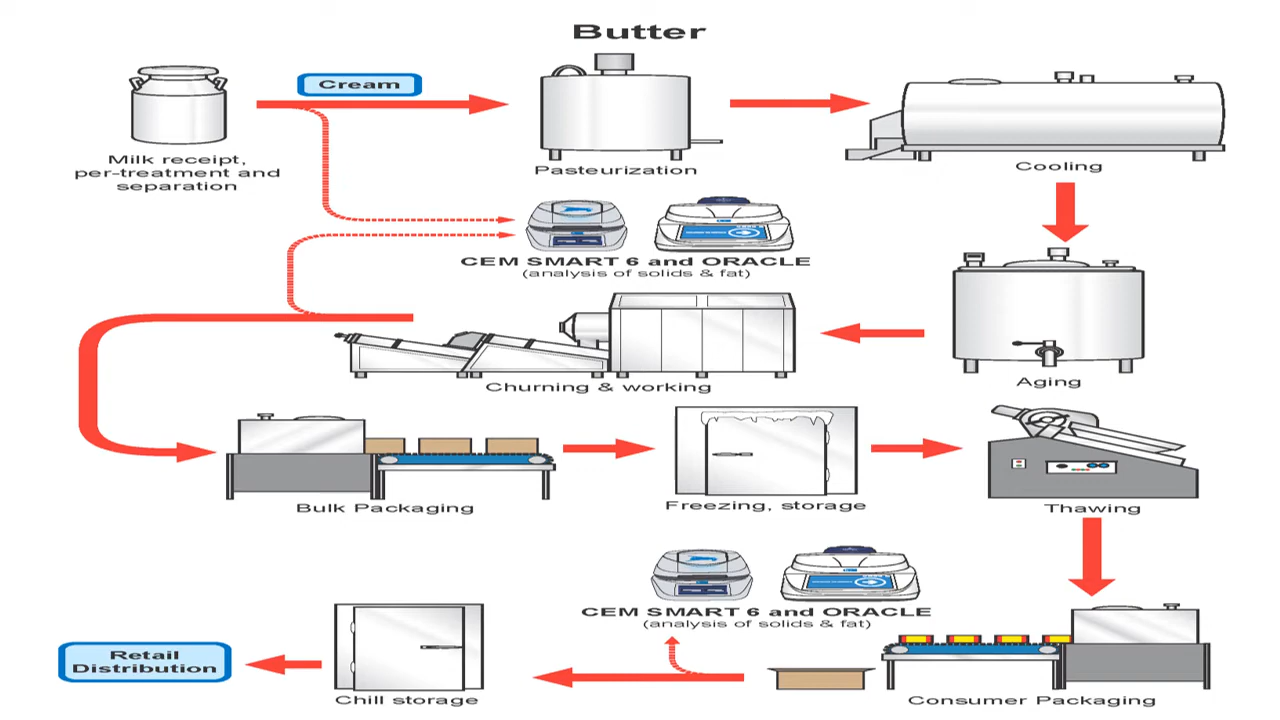 Butter
Cream
Milk receipt,
per-treatment and
separation
Pasteurization
Cooling
CEM SMART 6 and ORACLE
(analysis of solids & fat)
Aging
Churning & working
Bulk Packaging
Freezing, storage
Thawing
CEM SMART 6 and ORACLE
(analysis of solids & fat)
Retail
Distribution
Chill storage
Consumer Packaging